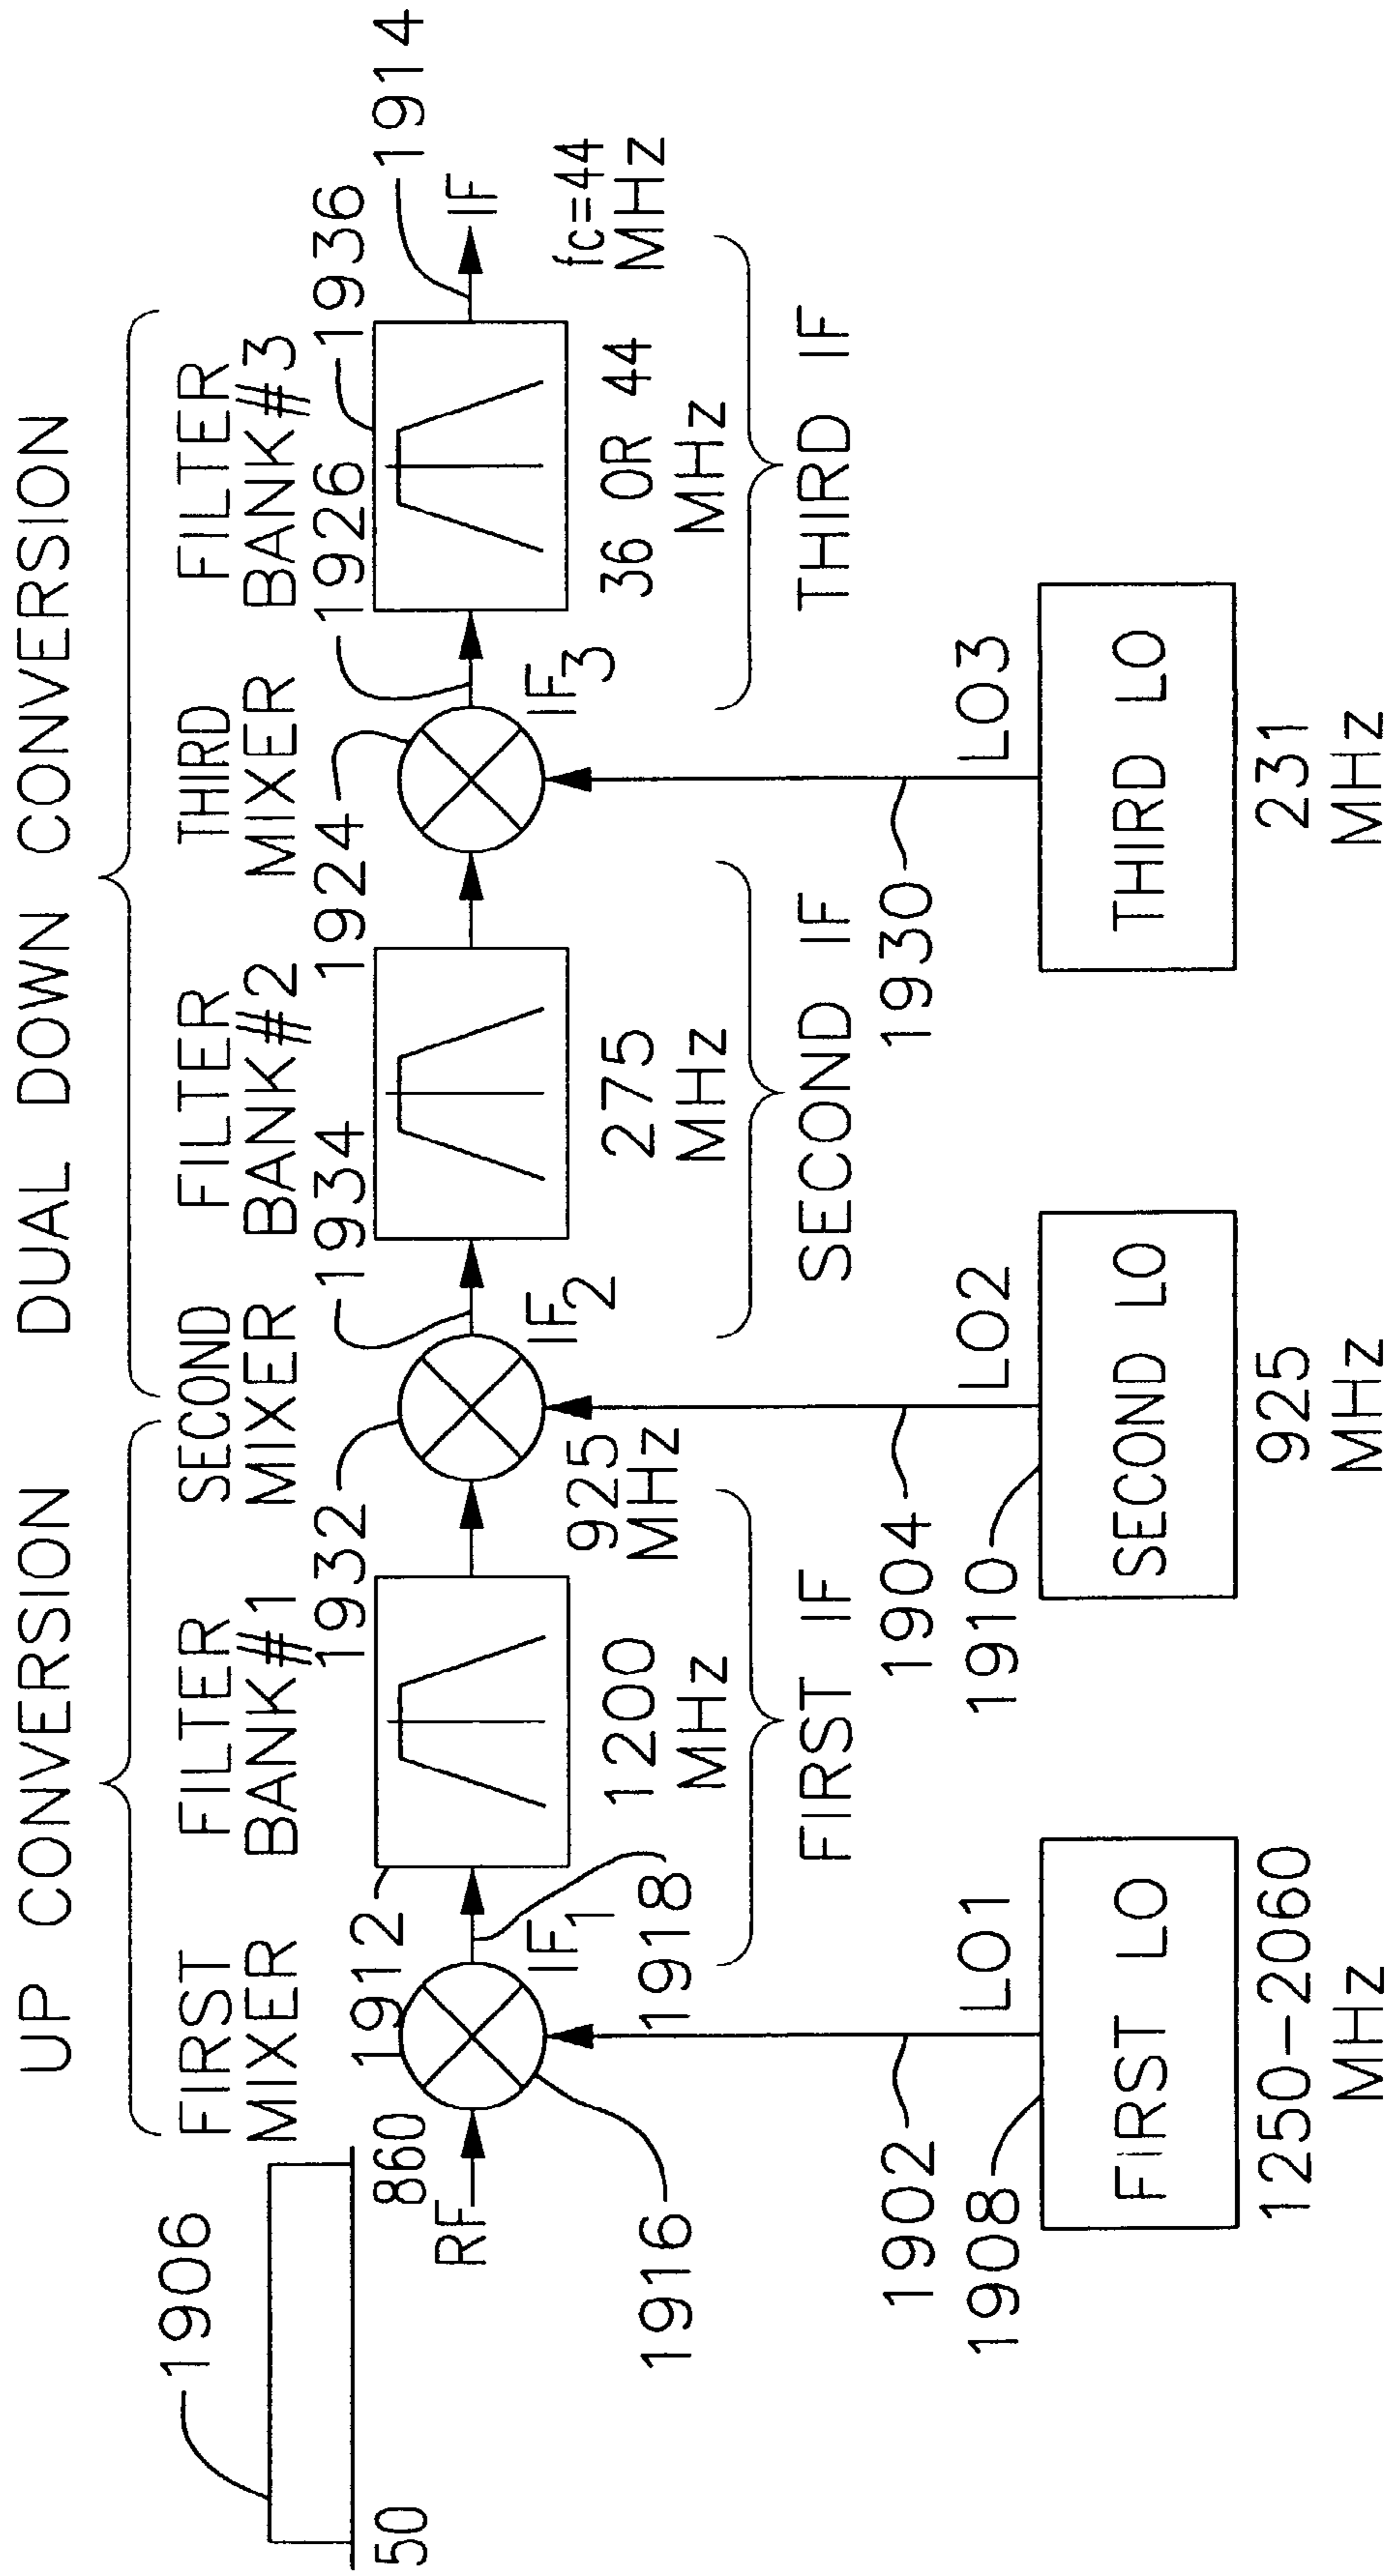 UP CONVERSION
DUAL DOWN CONVERSION
1906
50
860
FIRST
MIXER
FILTER
BANK#1
SECOND
MIXER
FILTER
BANK#2
THIRD
MIXER
FILTER
BANK#3
1912
1932
1934
1924
1926
1936
1914
RF
IF
1916
IF1
1918
1200
MHz
925
MHz
IF2
275
MHz
IF3
36 OR 44
MHz
fc=44
MHz
FIRST IF
SECOND IF
THIRD IF
1902
1908
LO1
1904
1910
LO2
1930
LO3
FIRST LO
SECOND LO
THIRD LO
1250-2060
MHz
925
MHz
231
MHz